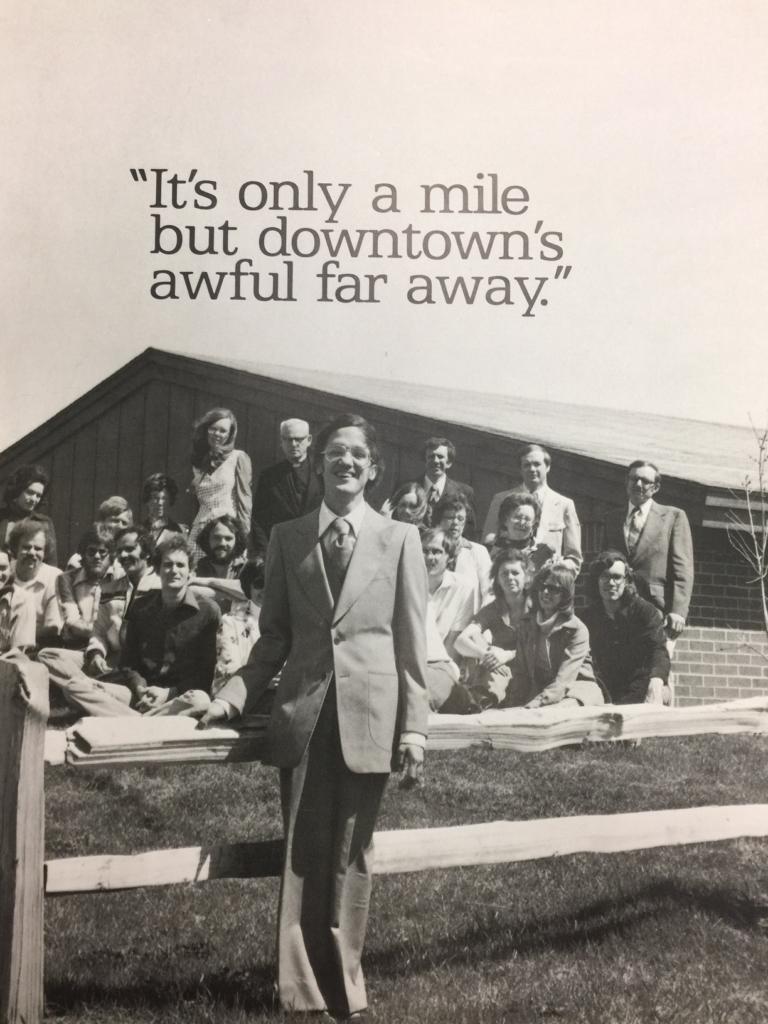 "It's only a mile
but downtown's
awful far away."